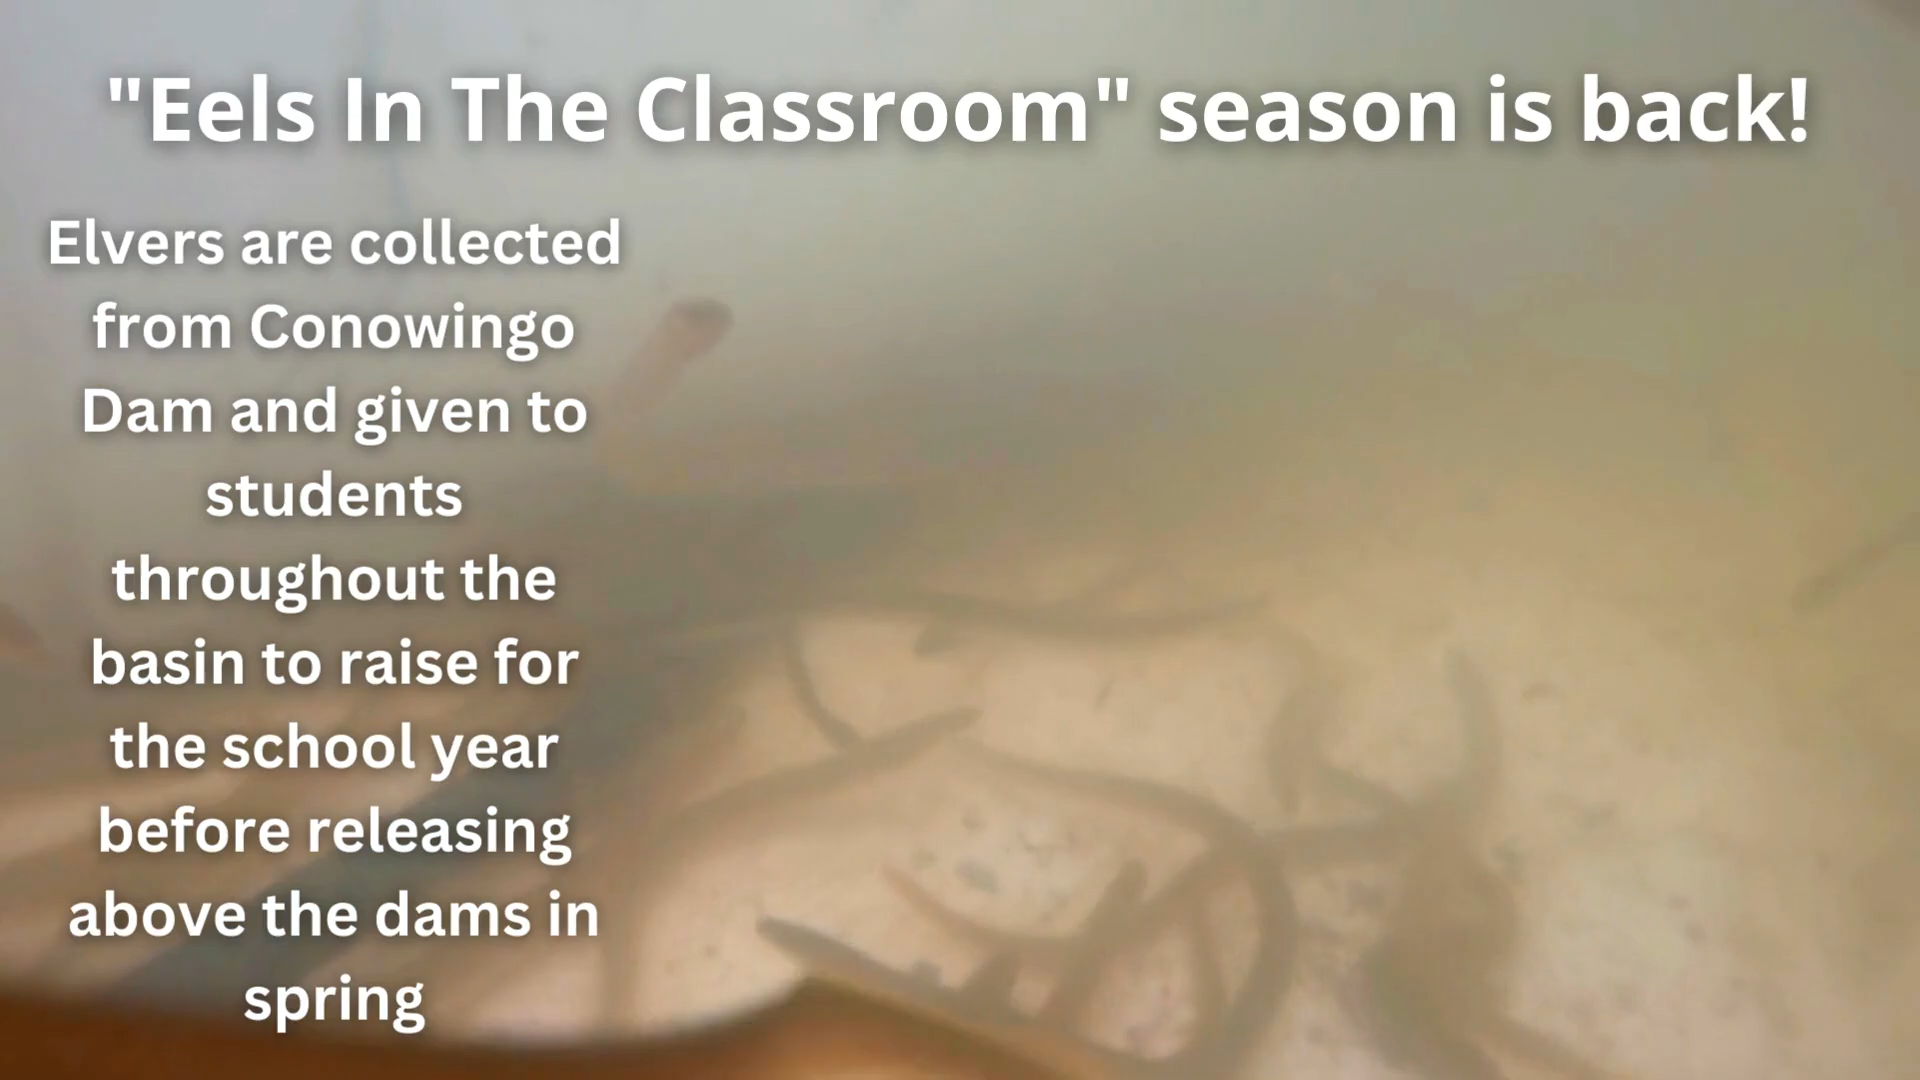 "Eels In The Classroom" season is back!
Elvers are collected
from Conowingo
Dam and given to
students
throughout the
basin to raise for
the school year
before releasing
above the dams in
spring